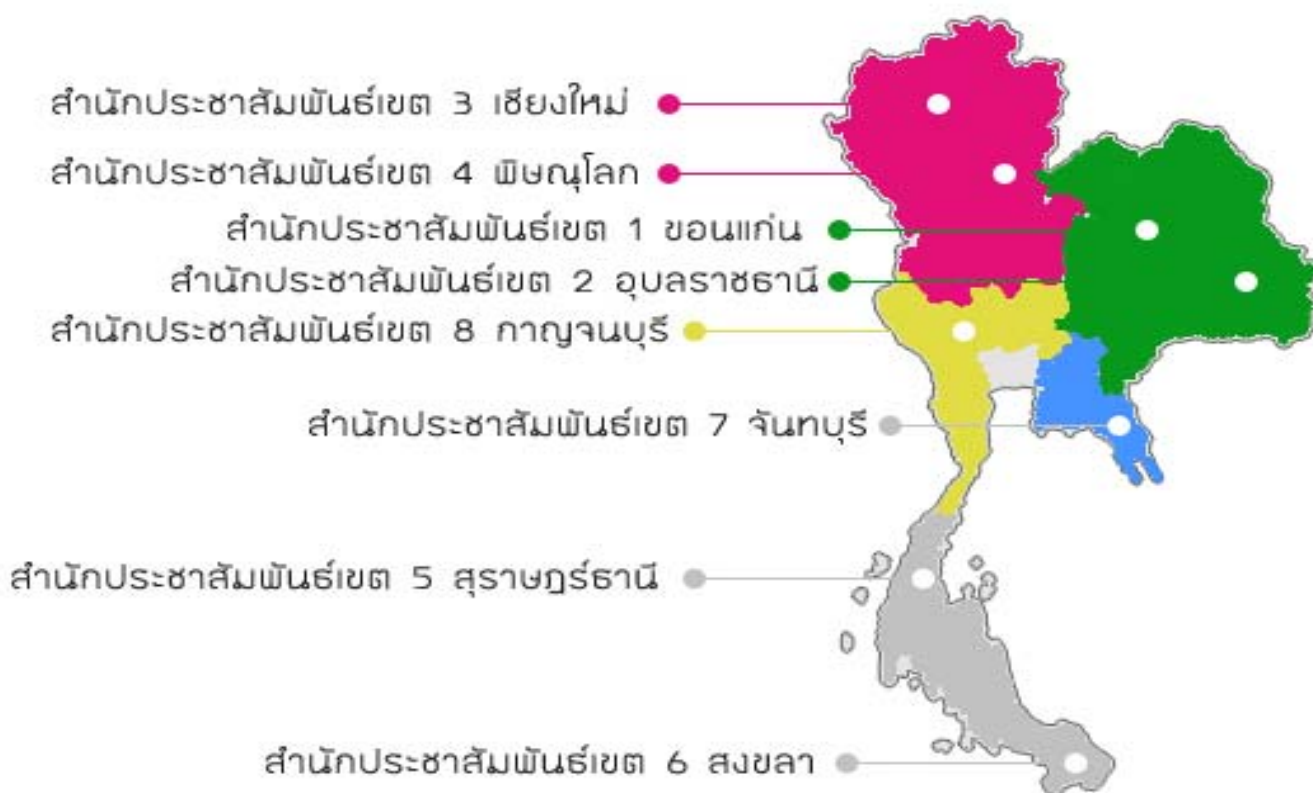 สำนักประชาสัมพันธ์เขต 3 เชียงใหม่
สำนักประชาสัมพันธ์เขต 4 พิษณุโลก
สำนักประชาสัมพันธ์เขต 1 ขอนแก่น
สำนักประชาสัมพันธ์เขต 2 อุบลราชธานี
สำนักประชาสัมพันธ์เขต 8 กาญจนบุรี
สำนักประชาสัมพันธ์เขต 7 จันทบุรี
สำนักประชาสัมพันธ์เขต 5 สุราษฎร์ธานี
สำนักประชาสัมพันธ์เขต 6 สงขลา